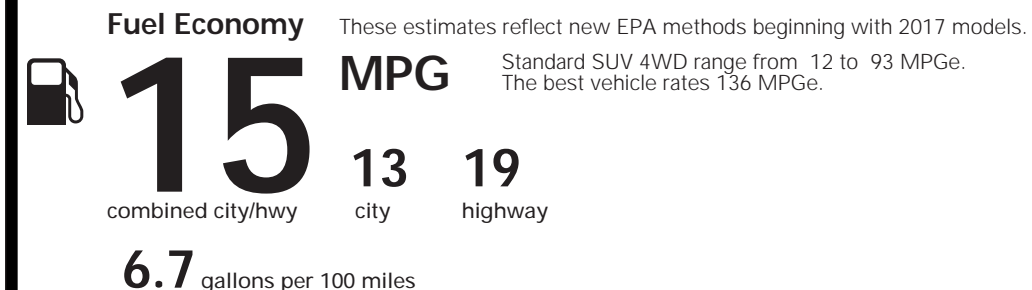 Fuel Economy These estimates reflect new EPA methods beginning with 2017 models.
15 MPG Standard SUV 4WD range from 12 to 93 MPGe.
The best vehicle rates 136 MPGe.
13 19
combined city/hwy city highway
6.7 gallons per 100 miles